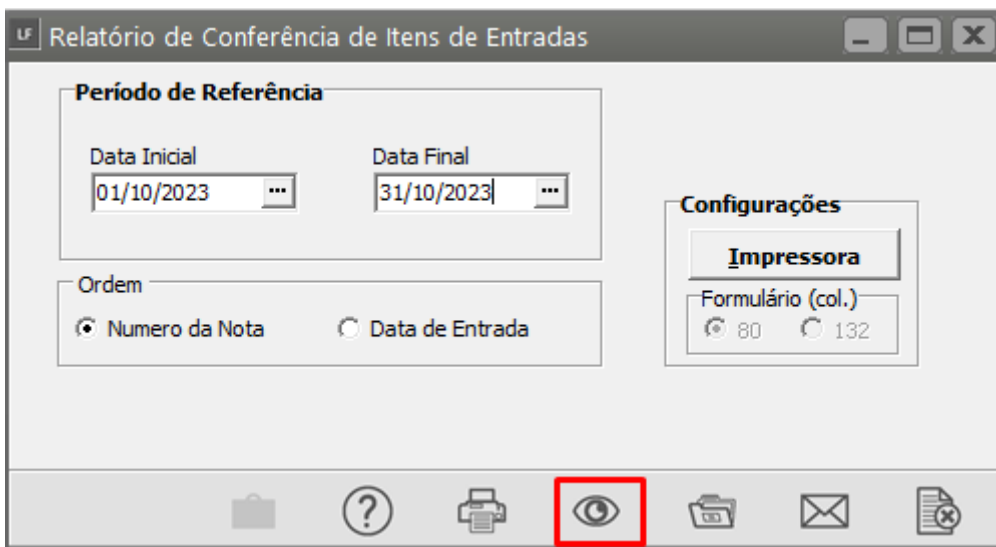 LF Relatório de Conferência de Itens de Entradas
Período de Referência
Data Inicial
Data Final
01/10/2023 ...
31/10/2023 ...
Ordem
Numero da Nota
Data de Entrada
Configurações
Impressora
Formulário (col.)
80
132
?